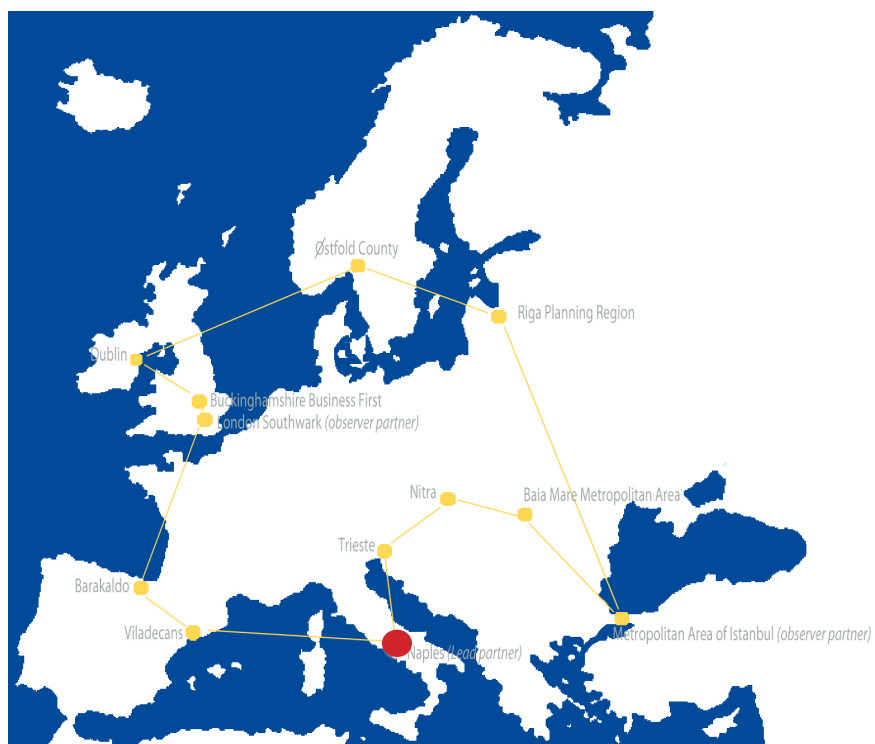 Østfold County
Riga Planning Region
Dublin
Buckinghamshire Business First
London Southwark (observer partner)
Nitra
Baia Mare Metropolitan Area
Trieste
Barakaldo
Viladecans
Metropolitan Area of Istanbul (observer partner)
Naples (Lead partner)